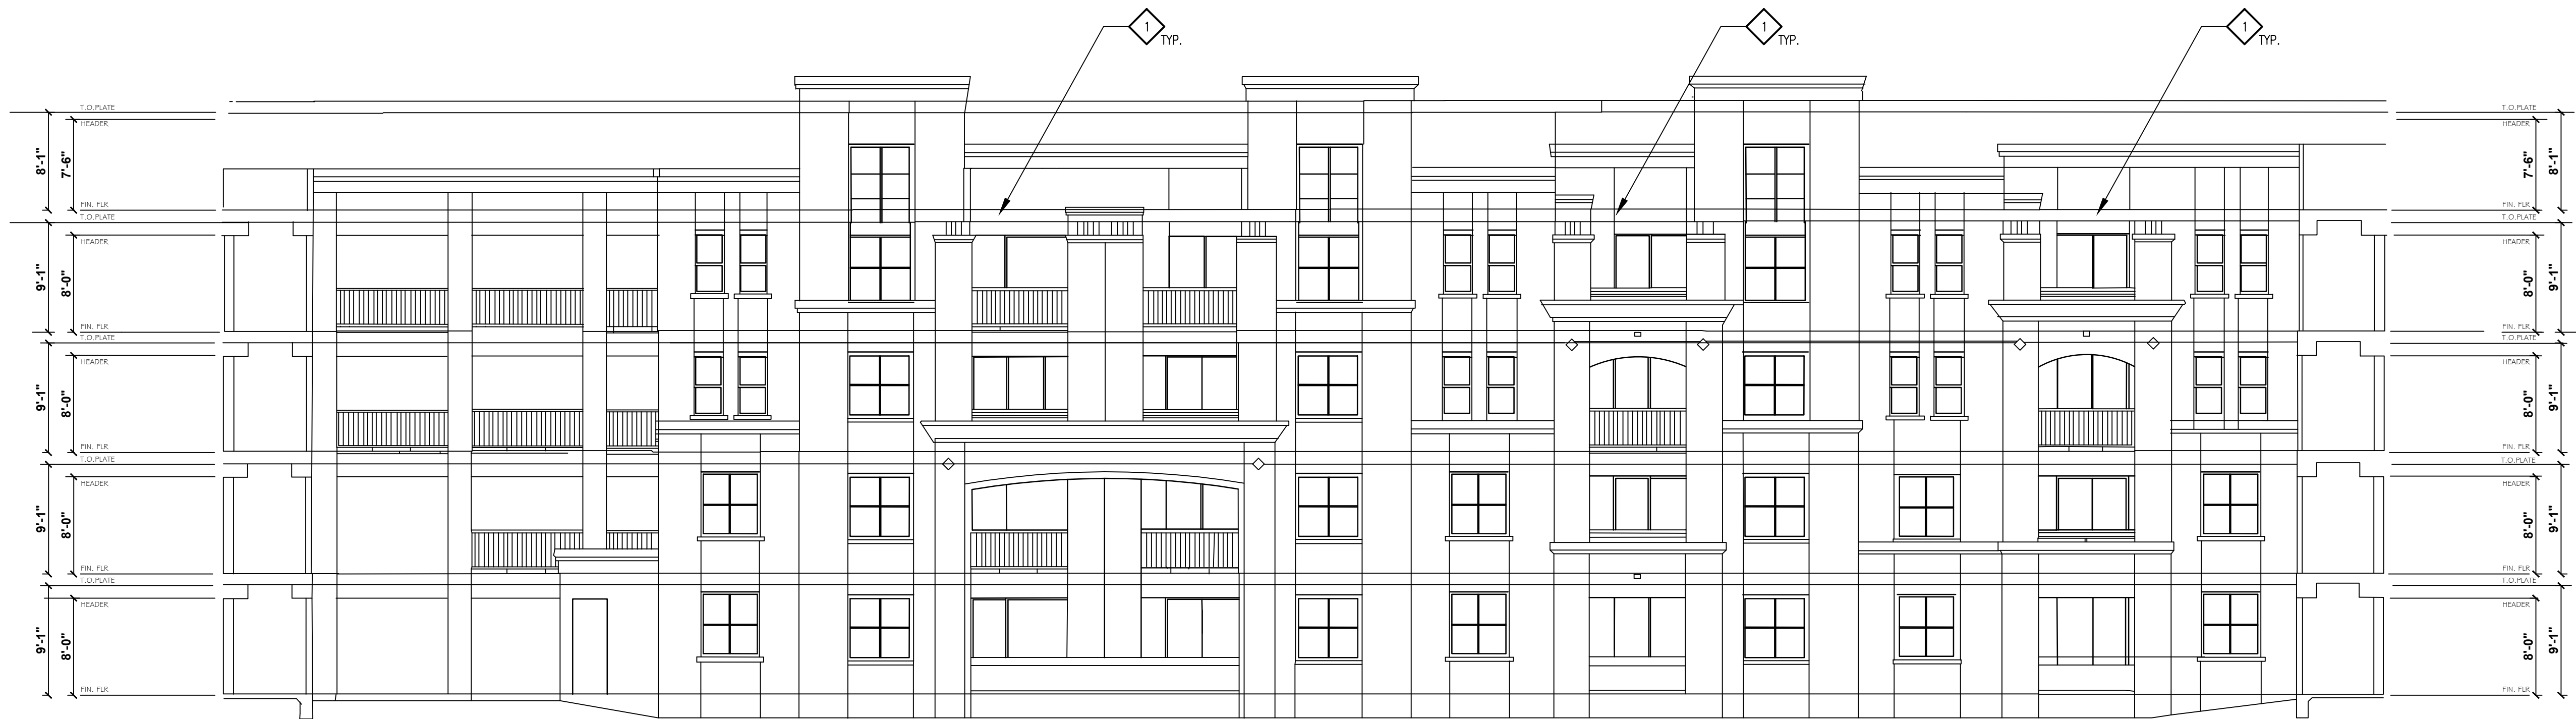 1
TYP.
1
TYP.
1
TYP.
T.O.PLATE
HEADER
8'-1"
7'-6"
FIN. FLR
T.O.PLATE
HEADER
9'-1"
8'-0"
FIN. FLR
T.O.PLATE
HEADER
9'-1"
8'-0"
FIN. FLR
T.O.PLATE
HEADER
9'-1"
8'-0"
FIN. FLR
T.O.PLATE
HEADER
9'-1"
8'-0"
FIN. FLR
T.O.PLATE
HEADER
7'-6"
8'-1"
FIN. FLR
T.O.PLATE
HEADER
8'-0"
9'-1"
FIN. FLR
T.O.PLATE
HEADER
8'-0"
9'-1"
FIN. FLR
T.O.PLATE
HEADER
8'-0"
9'-1"
FIN. FLR
T.O.PLATE
HEADER
8'-0"
9'-1"
FIN. FLR